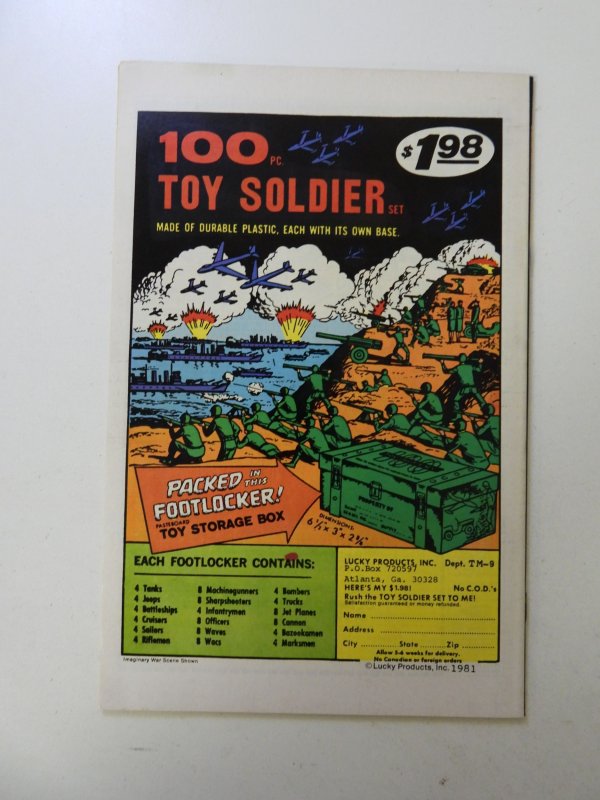 100 PC.
$1.98
TOY SOLDIER SET
MADE OF DURABLE PLASTIC, EACH WITH ITS OWN BASE.
PACKED IN THIS
FOOTLOCKER!
PASTEBOARD
TOY STORAGE BOX
DIMENSIONS:
6 ½" x 3" x 2⅜"
PROPERTY OF
EACH FOOTLOCKER CONTAINS:
4 Tanks
4 Jeeps
4 Battleships
4 Cruisers
4 Sailors
4 Riflemen
8 Machinegunners
8 Sharpshooters
4 Infantrymen
8 Officers
8 Waves
8 Wacs
4 Bombers
4 Trucks
8 Jet Planes
8 Cannon
4 Bazookamen
4 Marksmen
LUCKY PRODUCTS, INC. Dept. TM-9
P.O.Box 720597
Atlanta, Ga. 30328
HERE'S MY $1.98! No C.O.D.'s
Rush the TOY SOLDIER SET TO ME!
Satisfaction guaranteed or money refunded.
Name
Address
City State Zip
Allow 5-6 weeks for delivery.
No Canadian or foreign orders
Imaginary War Scene Shown
©Lucky Products, Inc. 1981